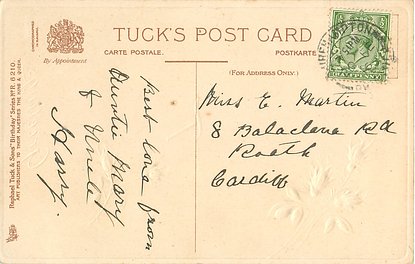 TUCK'S POST CARD
CARTE POSTALE.
POSTKARTE
By Appointment
(FOR ADDRESS ONLY.)
Raphael Tuck & Sons' "Birthday" Series Nº 6210.
ART PUBLISHERS TO THEIR MAJESTIES THE KING & QUEEN.
Best love from
Auntie Mary
& Uncle
Harry.
Miss E. Martin
8 Balaclava Rd
Roath
Cardiff